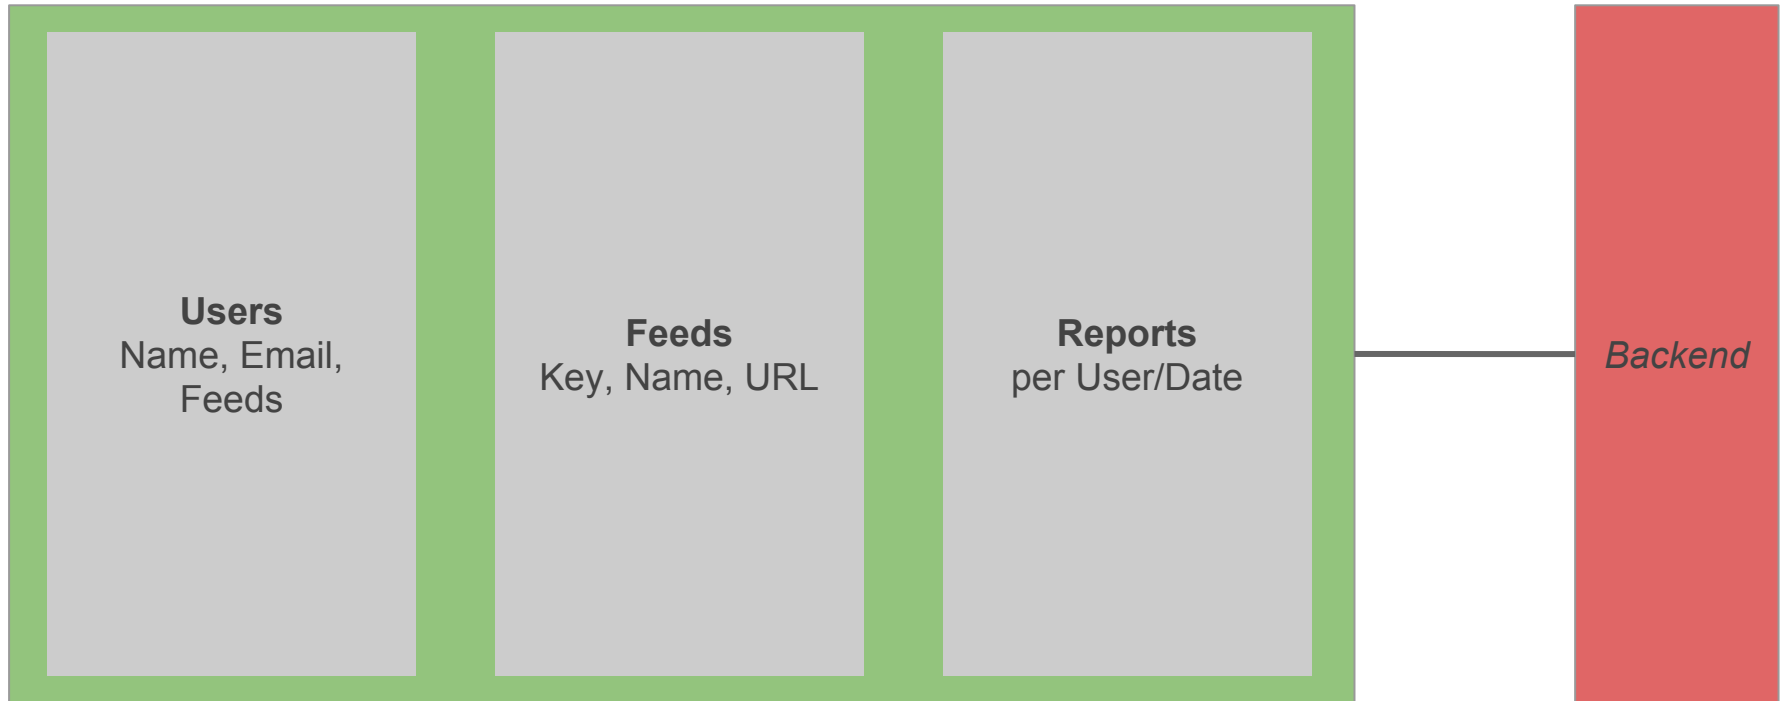 Users
Name, Email,
Feeds
Feeds
Key, Name, URL
Reports
per User/Date
Backend